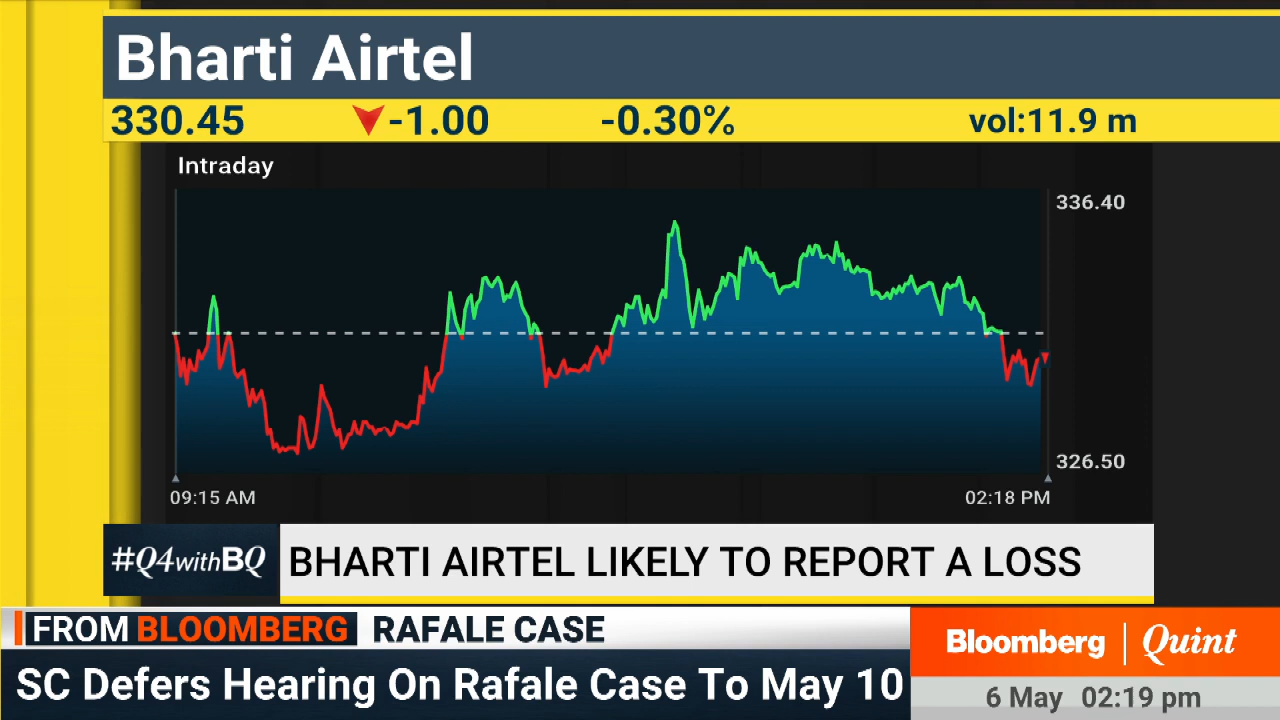 Bharti Airtel
330.45 -1.00 -0.30% vol:11.9 m
Intraday
336.40
326.50
09:15 AM 02:18 PM
#Q4withBQ BHARTI AIRTEL LIKELY TO REPORT A LOSS
FROM BLOOMBERG RAFALE CASE
SC Defers Hearing On Rafale Case To May 10
Bloomberg | Quint
6 May 02:19 pm